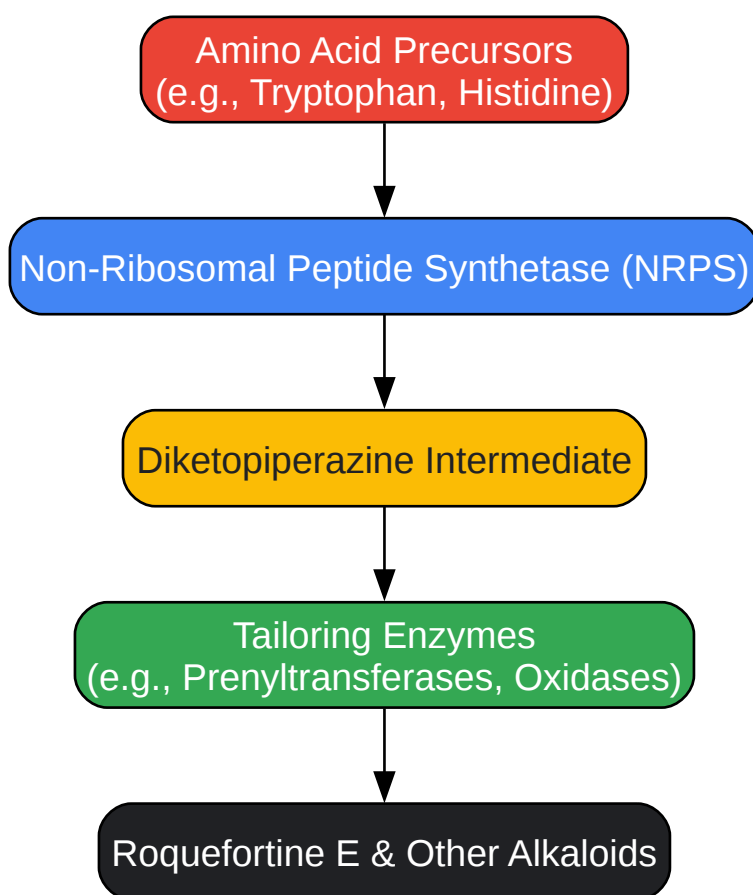 Amino Acid Precursors
(e.g., Tryptophan, Histidine)
Non-Ribosomal Peptide Synthetase (NRPS)
Diketopiperazine Intermediate
Tailoring Enzymes
(e.g., Prenyltransferases, Oxidases)
Roquefortine E & Other Alkaloids